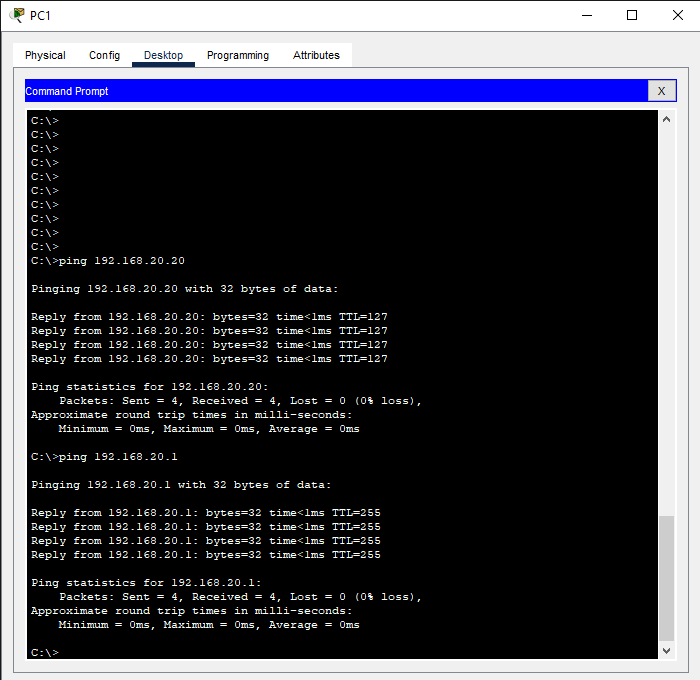 PC1
Physical Config Desktop Programming Attributes
Command Prompt X
C:\>
C:\>
C:\>
C:\>
C:\>
C:\>
C:\>
C:\>
C:\>
C:\>
C:\>ping 192.168.20.20
Pinging 192.168.20.20 with 32 bytes of data:
Reply from 192.168.20.20: bytes=32 time<1ms TTL=127
Reply from 192.168.20.20: bytes=32 time<1ms TTL=127
Reply from 192.168.20.20: bytes=32 time<1ms TTL=127
Reply from 192.168.20.20: bytes=32 time<1ms TTL=127
Ping statistics for 192.168.20.20:
Packets: Sent = 4, Received = 4, Lost = 0 (0% loss),
Approximate round trip times in milli-seconds:
Minimum = 0ms, Maximum = 0ms, Average = 0ms
C:\>ping 192.168.20.1
Pinging 192.168.20.1 with 32 bytes of data:
Reply from 192.168.20.1: bytes=32 time<1ms TTL=255
Reply from 192.168.20.1: bytes=32 time<1ms TTL=255
Reply from 192.168.20.1: bytes=32 time<1ms TTL=255
Reply from 192.168.20.1: bytes=32 time<1ms TTL=255
Ping statistics for 192.168.20.1:
Packets: Sent = 4, Received = 4, Lost = 0 (0% loss),
Approximate round trip times in milli-seconds:
Minimum = 0ms, Maximum = 0ms, Average = 0ms
C:\>